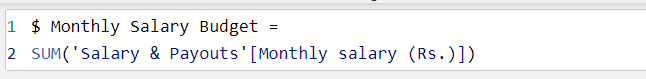 1 $ Monthly Salary Budget =
2 SUM('Salary & Payouts'[Monthly salary (Rs.)])